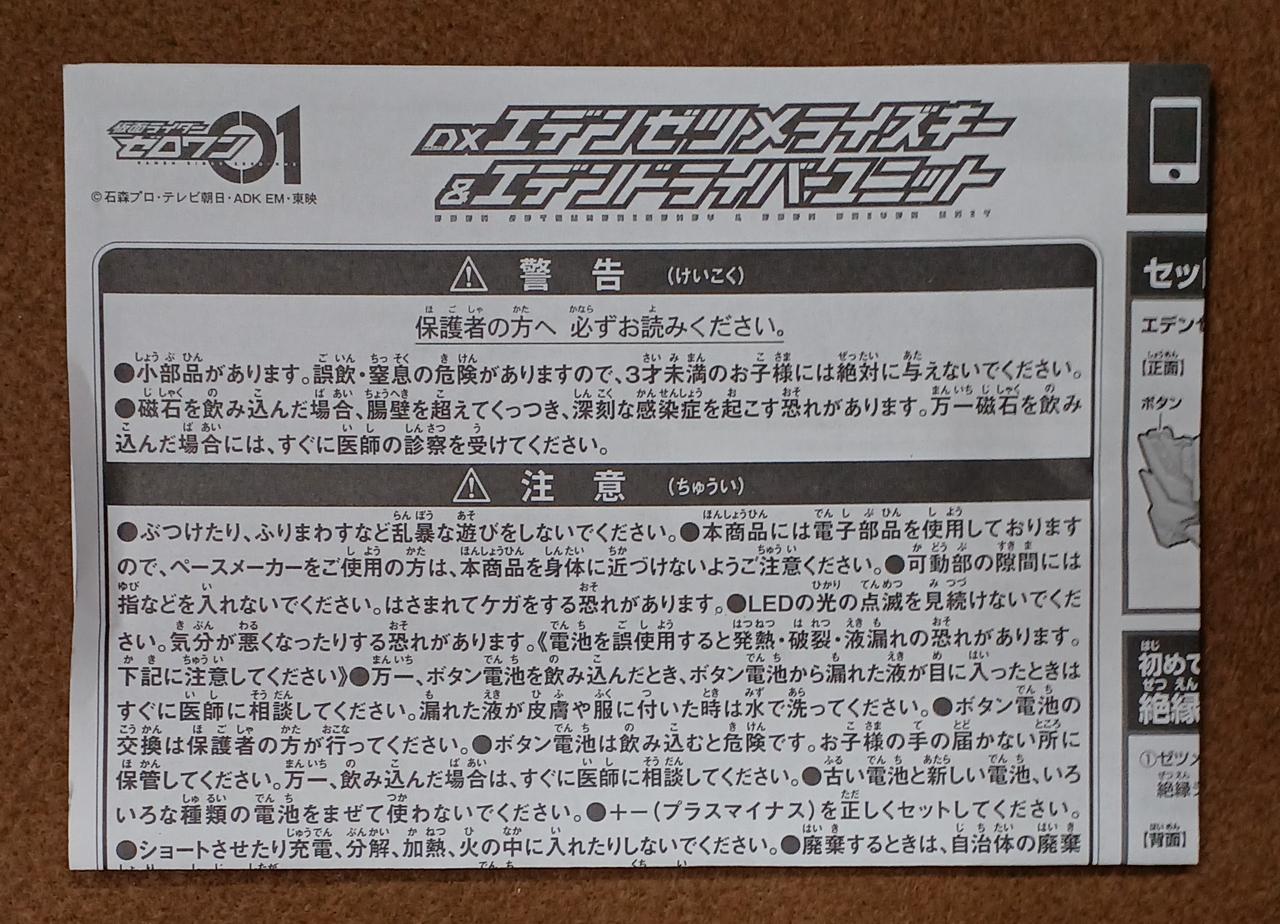 仮面ライダー
ゼロワン 01
©石森プロ・テレビ朝日・ADK EM・東映
DXエデンゼツメライズキー
&エデンドライバーユニット
警告 (けいこく)
保護者の方へ 必ずお読みください。
●小部品があります。誤飲・窒息の危険がありますので、3才未満のお子様には絶対に与えないでください。
●磁石を飲み込んだ場合、腸壁を超えてくっつき、深刻な感染症を起こす恐れがあります。万一磁石を飲み
込んだ場合には、すぐに医師の診察を受けてください。
注意 (ちゅうい)
●ぶつけたり、ふりまわすなど乱暴な遊びをしないでください。●本商品には電子部品を使用しております
ので、ペースメーカーをご使用の方は、本商品を身体に近づけないようご注意ください。●可動部の隙間には
指などを入れないでください。はさまれてケガをする恐れがあります。●LEDの光の点滅を見続けないでくだ
さい。気分が悪くなったりする恐れがあります。《電池を誤使用すると発熱・破裂・液漏れの恐れがあります。
下記に注意してください》●万一、ボタン電池を飲み込んだとき、ボタン電池から漏れた液が目に入ったときは
すぐに医師に相談してください。漏れた液が皮膚や服に付いた時は水で洗ってください。●ボタン電池の
交換は保護者の方が行ってください。●ボタン電池は飲み込むと危険です。お子様の手の届かない所に
保管してください。万一、飲み込んだ場合は、すぐに医師に相談してください。●古い電池と新しい電池、いろ
いろな種類の電池をまぜて使わないでください。●+−(プラスマイナス)を正しくセットしてください。
●ショートさせたり充電、分解、加熱、火の中に入れたりしないでください。●廃棄するときは、自治体の廃棄
セッ
エデン
[正面]
ボタン
初めて
絶縁
①ゼツメ
絶縁
[背面]